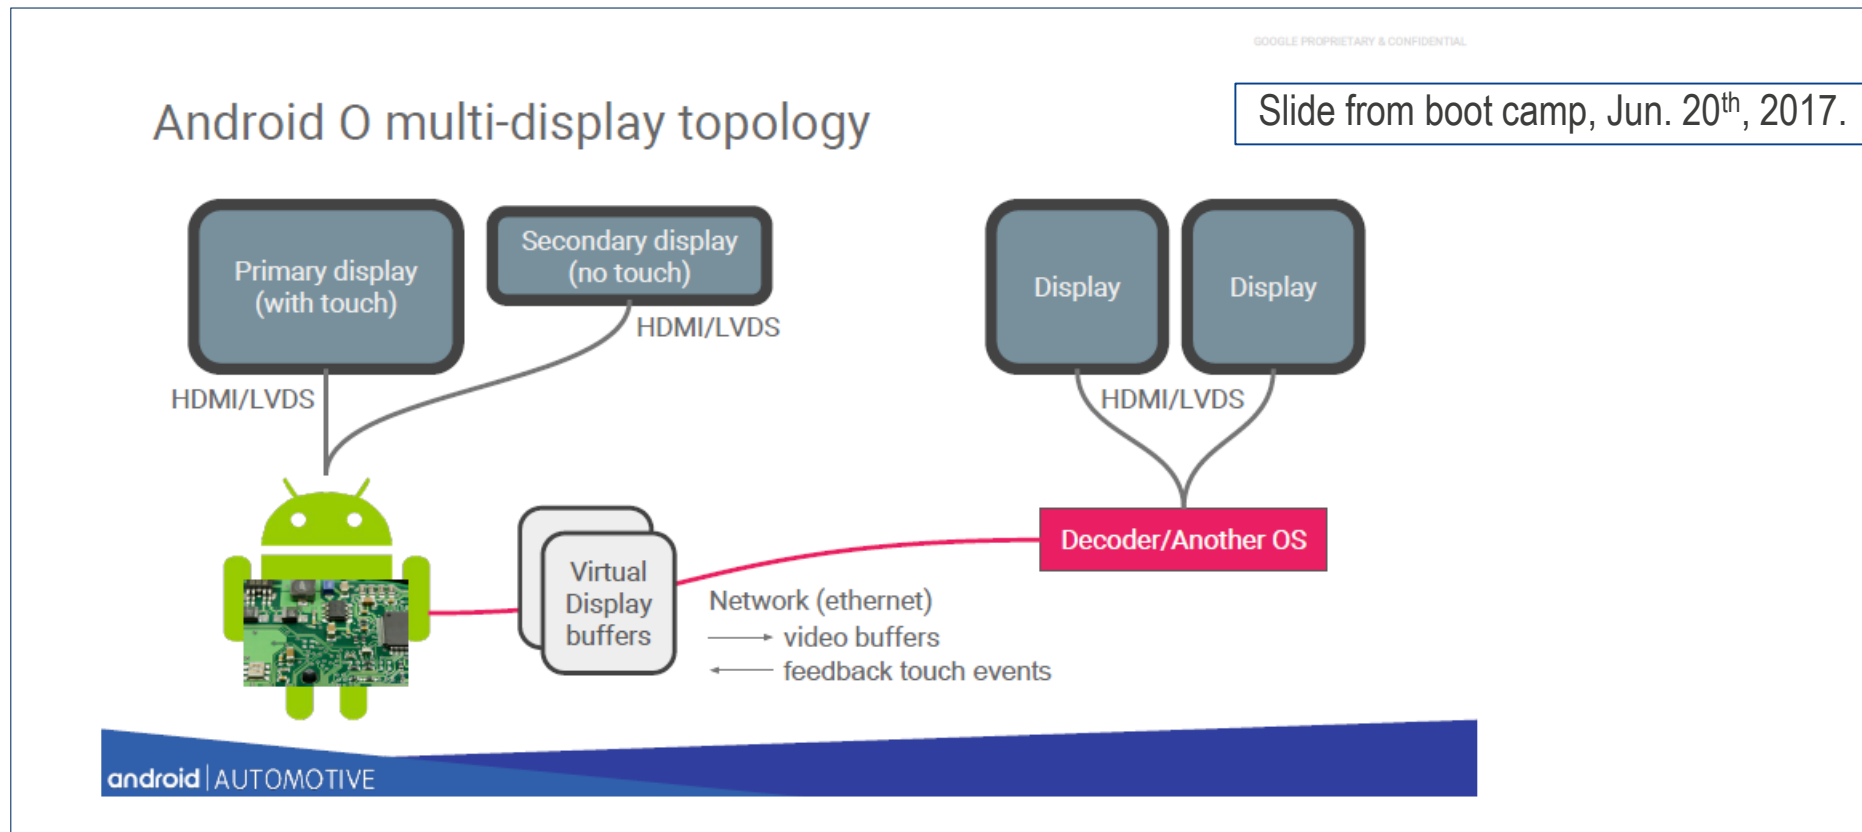 GOOGLE PROPRIETARY & CONFIDENTIAL
Slide from boot camp, Jun. 20th, 2017.
Android O multi-display topology
Primary display
(with touch)
Secondary display
(no touch)
Display
Display
HDMI/LVDS
HDMI/LVDS
HDMI/LVDS
Decoder/Another OS
Virtual
Display
buffers
Network (ethernet)
video buffers
feedback touch events
android AUTOMOTIVE